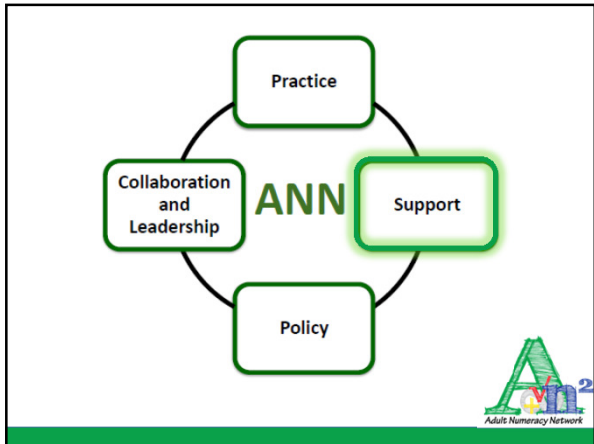 Practice
Collaboration
and
Leadership
ANN
Support
Policy
Adult Numeracy Network